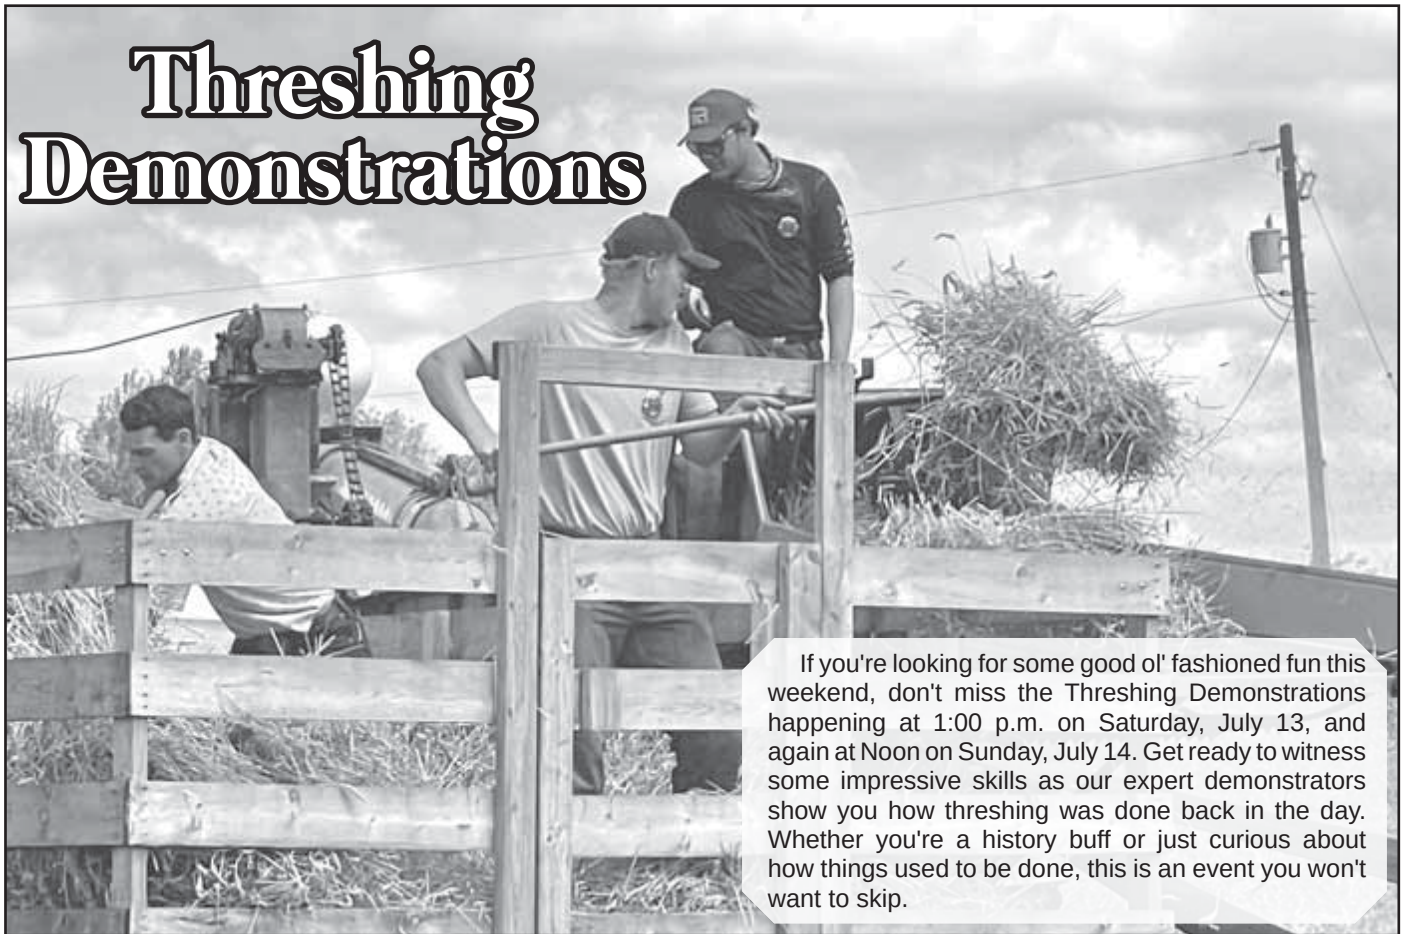 Threshing
Demonstrations
If you're looking for some good ol' fashioned fun this
weekend, don't miss the Threshing Demonstrations
happening at 1:00 p.m. on Saturday, July 13, and
again at Noon on Sunday, July 14. Get ready to witness
some impressive skills as our expert demonstrators
show you how threshing was done back in the day.
Whether you're a history buff or just curious about
how things used to be done, this is an event you won't
want to skip.